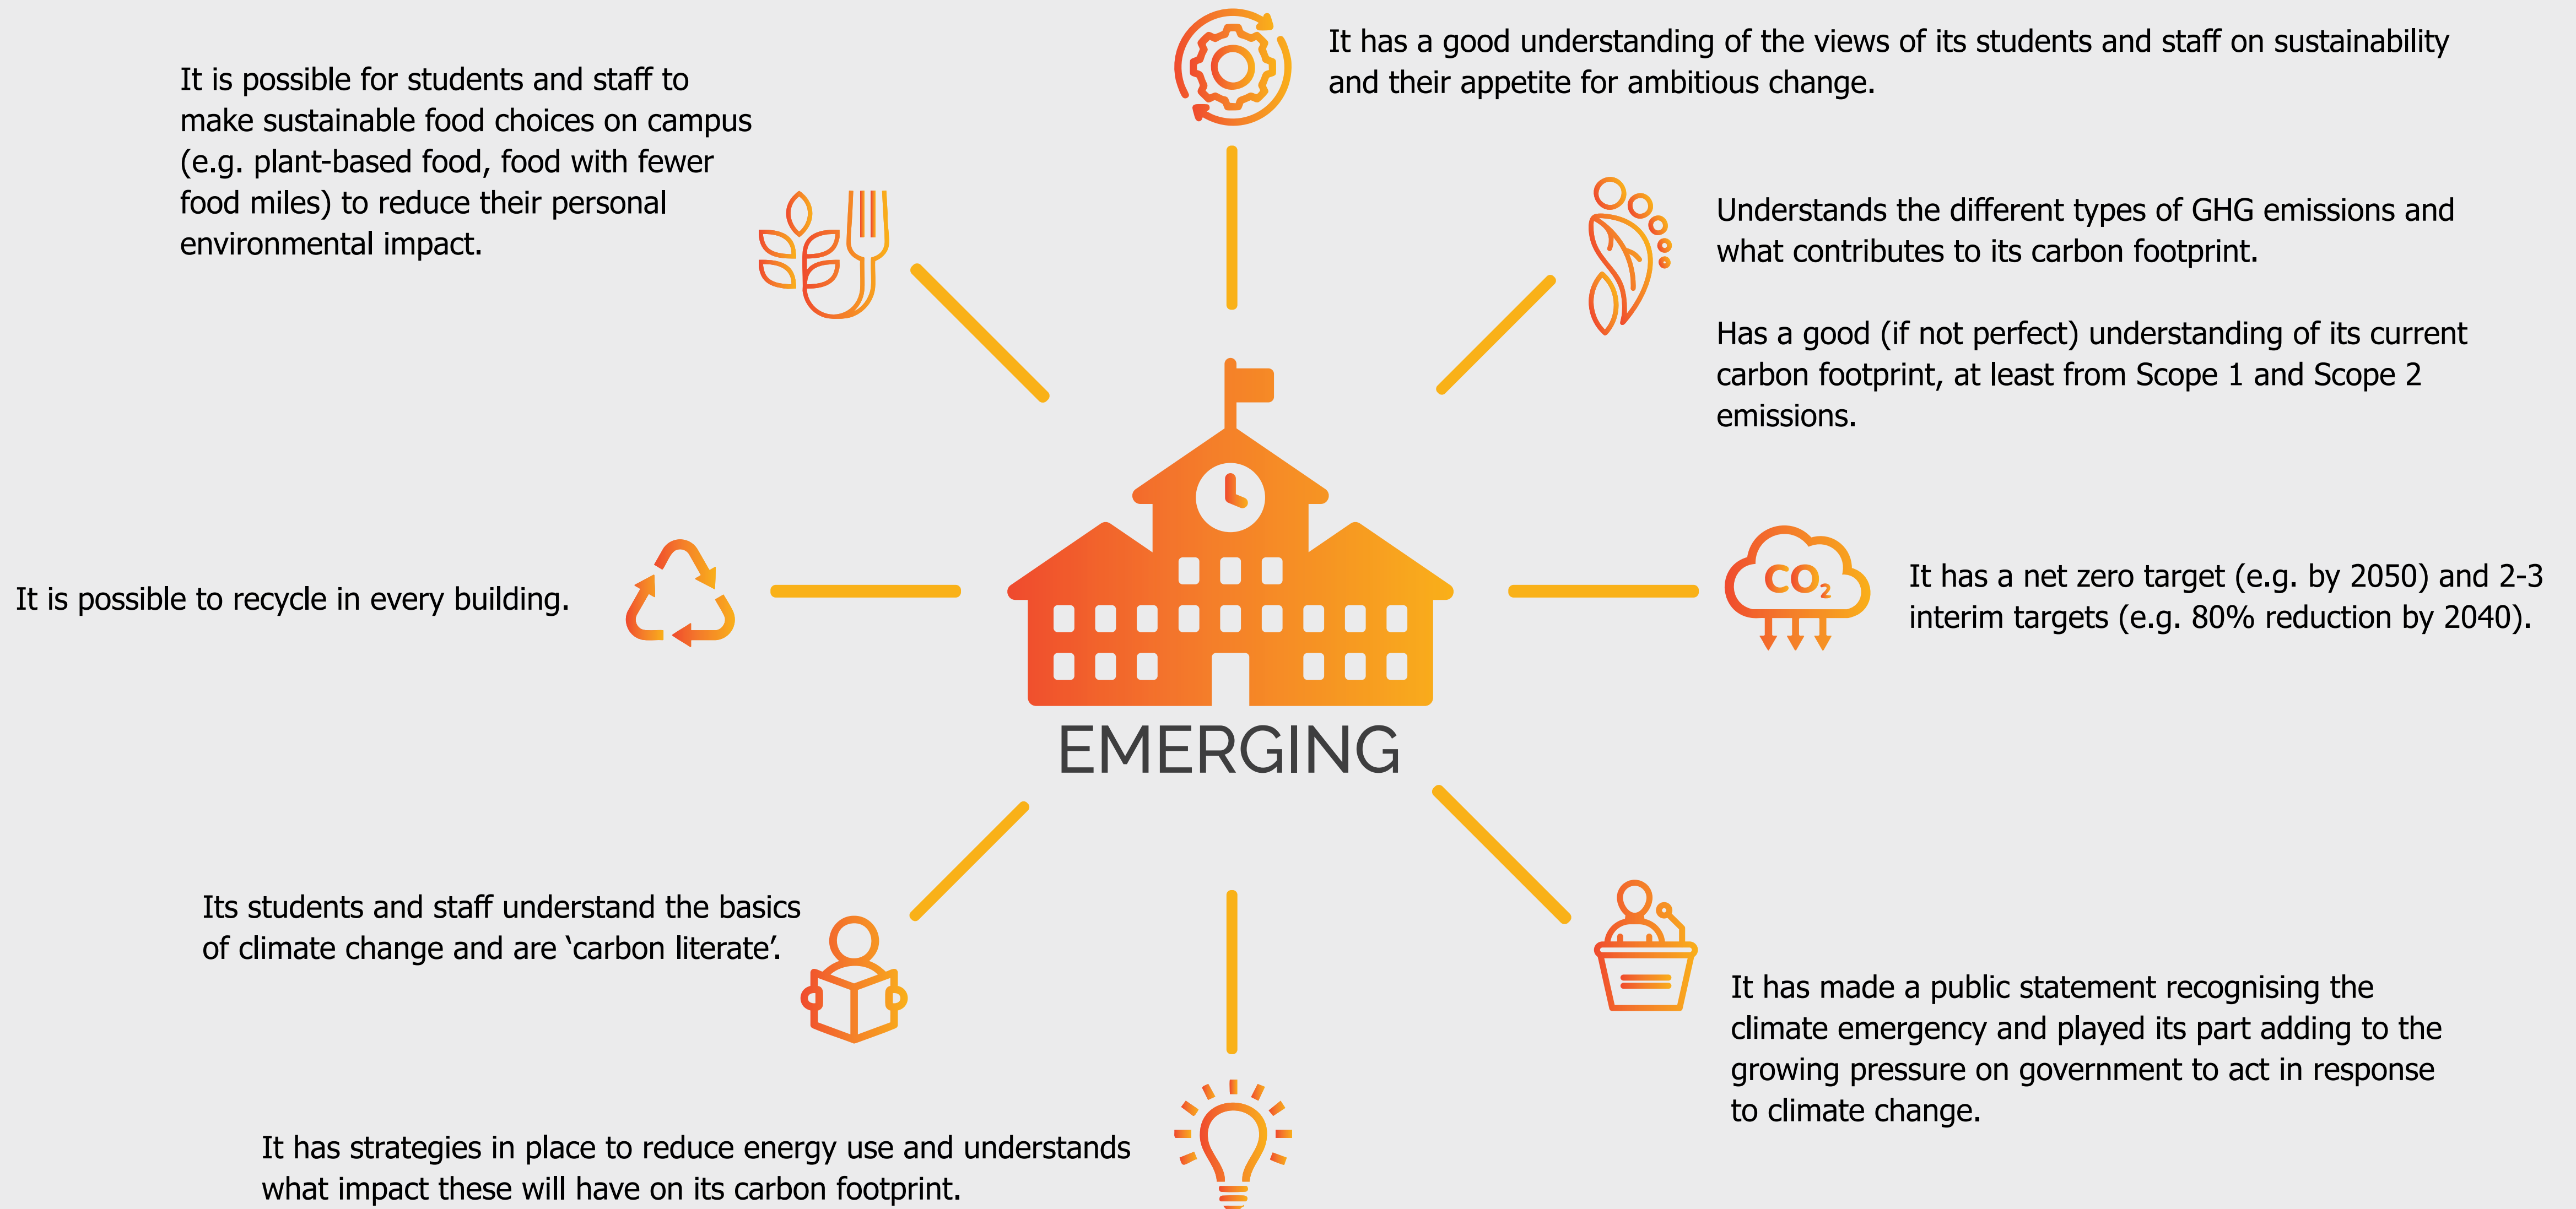 It has a good understanding of the views of its students and staff on sustainability
and their appetite for ambitious change.
It is possible for students and staff to
make sustainable food choices on campus
(e.g. plant-based food, food with fewer
food miles) to reduce their personal
environmental impact.
Understands the different types of GHG emissions and
what contributes to its carbon footprint.
Has a good (if not perfect) understanding of its current
carbon footprint, at least from Scope 1 and Scope 2
emissions.
It is possible to recycle in every building.
CO₂
It has a net zero target (e.g. by 2050) and 2-3
interim targets (e.g. 80% reduction by 2040).
EMERGING
Its students and staff understand the basics
of climate change and are ‘carbon literate’.
It has made a public statement recognising the
climate emergency and played its part adding to the
growing pressure on government to act in response
to climate change.
It has strategies in place to reduce energy use and understands
what impact these will have on its carbon footprint.